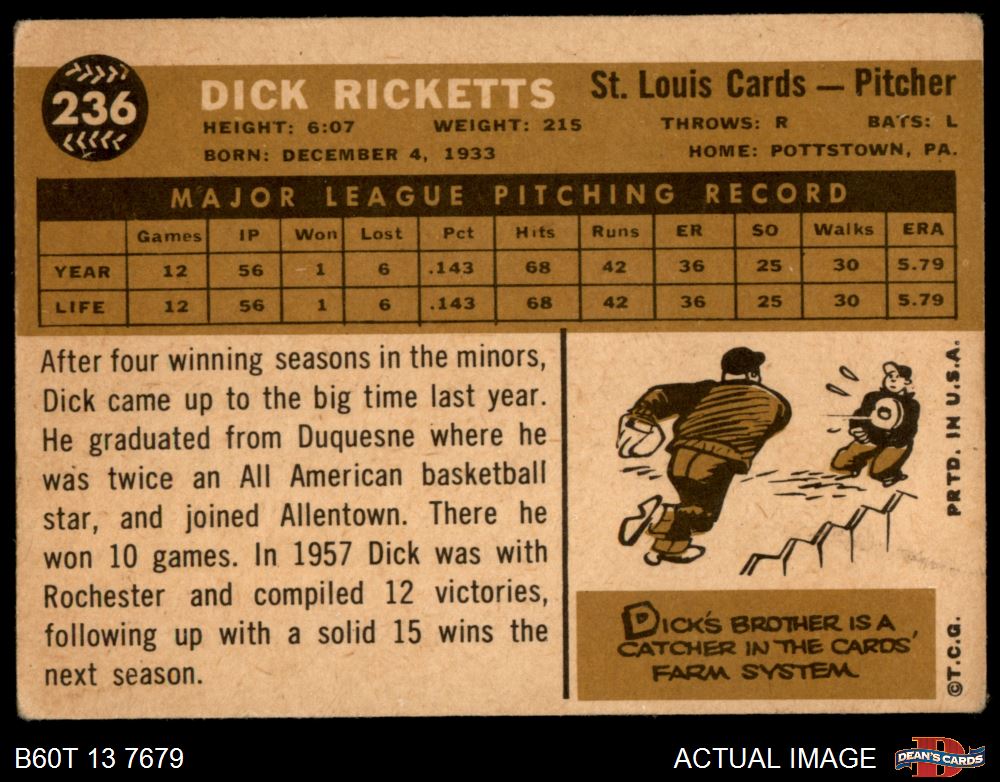 236
DICK RICKETTS
St. Louis Cards — Pitcher
HEIGHT: 6:07 WEIGHT: 215 THROWS: R BATS: L
BORN: DECEMBER 4, 1933 HOME: POTTSTOWN, PA.
MAJOR LEAGUE PITCHING RECORD
Games IP Won Lost Pct Hits Runs ER SO Walks ERA
YEAR 12 56 1 6 .143 68 42 36 25 30 5.79
LIFE 12 56 1 6 .143 68 42 36 25 30 5.79
After four winning seasons in the minors,
Dick came up to the big time last year.
He graduated from Duquesne where he
was twice an All American basketball
star, and joined Allentown. There he
won 10 games. In 1957 Dick was with
Rochester and compiled 12 victories,
following up with a solid 15 wins the
next season.
DICK'S BROTHER IS A
CATCHER IN THE CARDS'
FARM SYSTEM
PRTD. IN U.S.A.
©T.C.G.
B60T 13 7679
ACTUAL IMAGE
D
DEAN'S CARDS